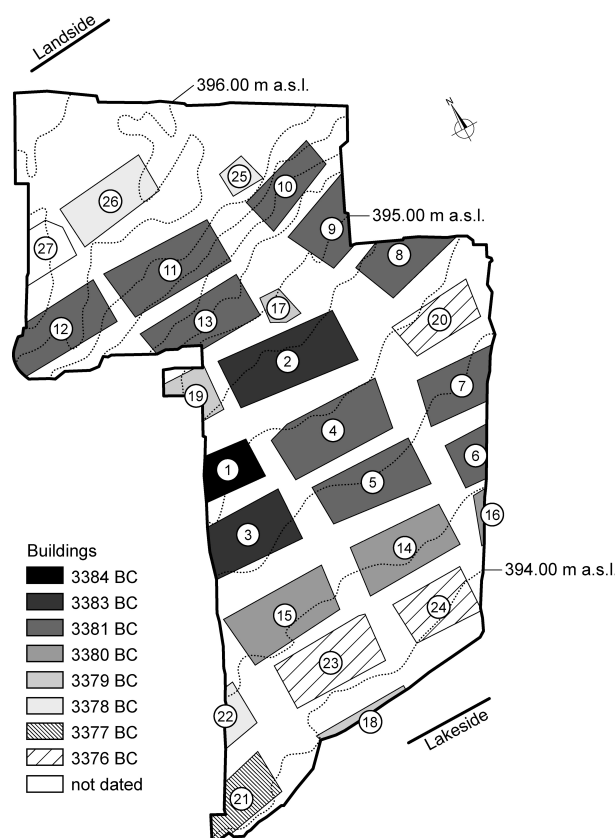 Landside
396.00 m a.s.l.
N
25
10
26
395.00 m a.s.l.
9
27
8
11
17
20
12
13
2
7
19
4
6
1
5
16
3
14
394.00 m a.s.l.
24
15
23
22
18
Lakeside
21
Buildings
3384 BC
3383 BC
3381 BC
3380 BC
3379 BC
3378 BC
3377 BC
3376 BC
not dated